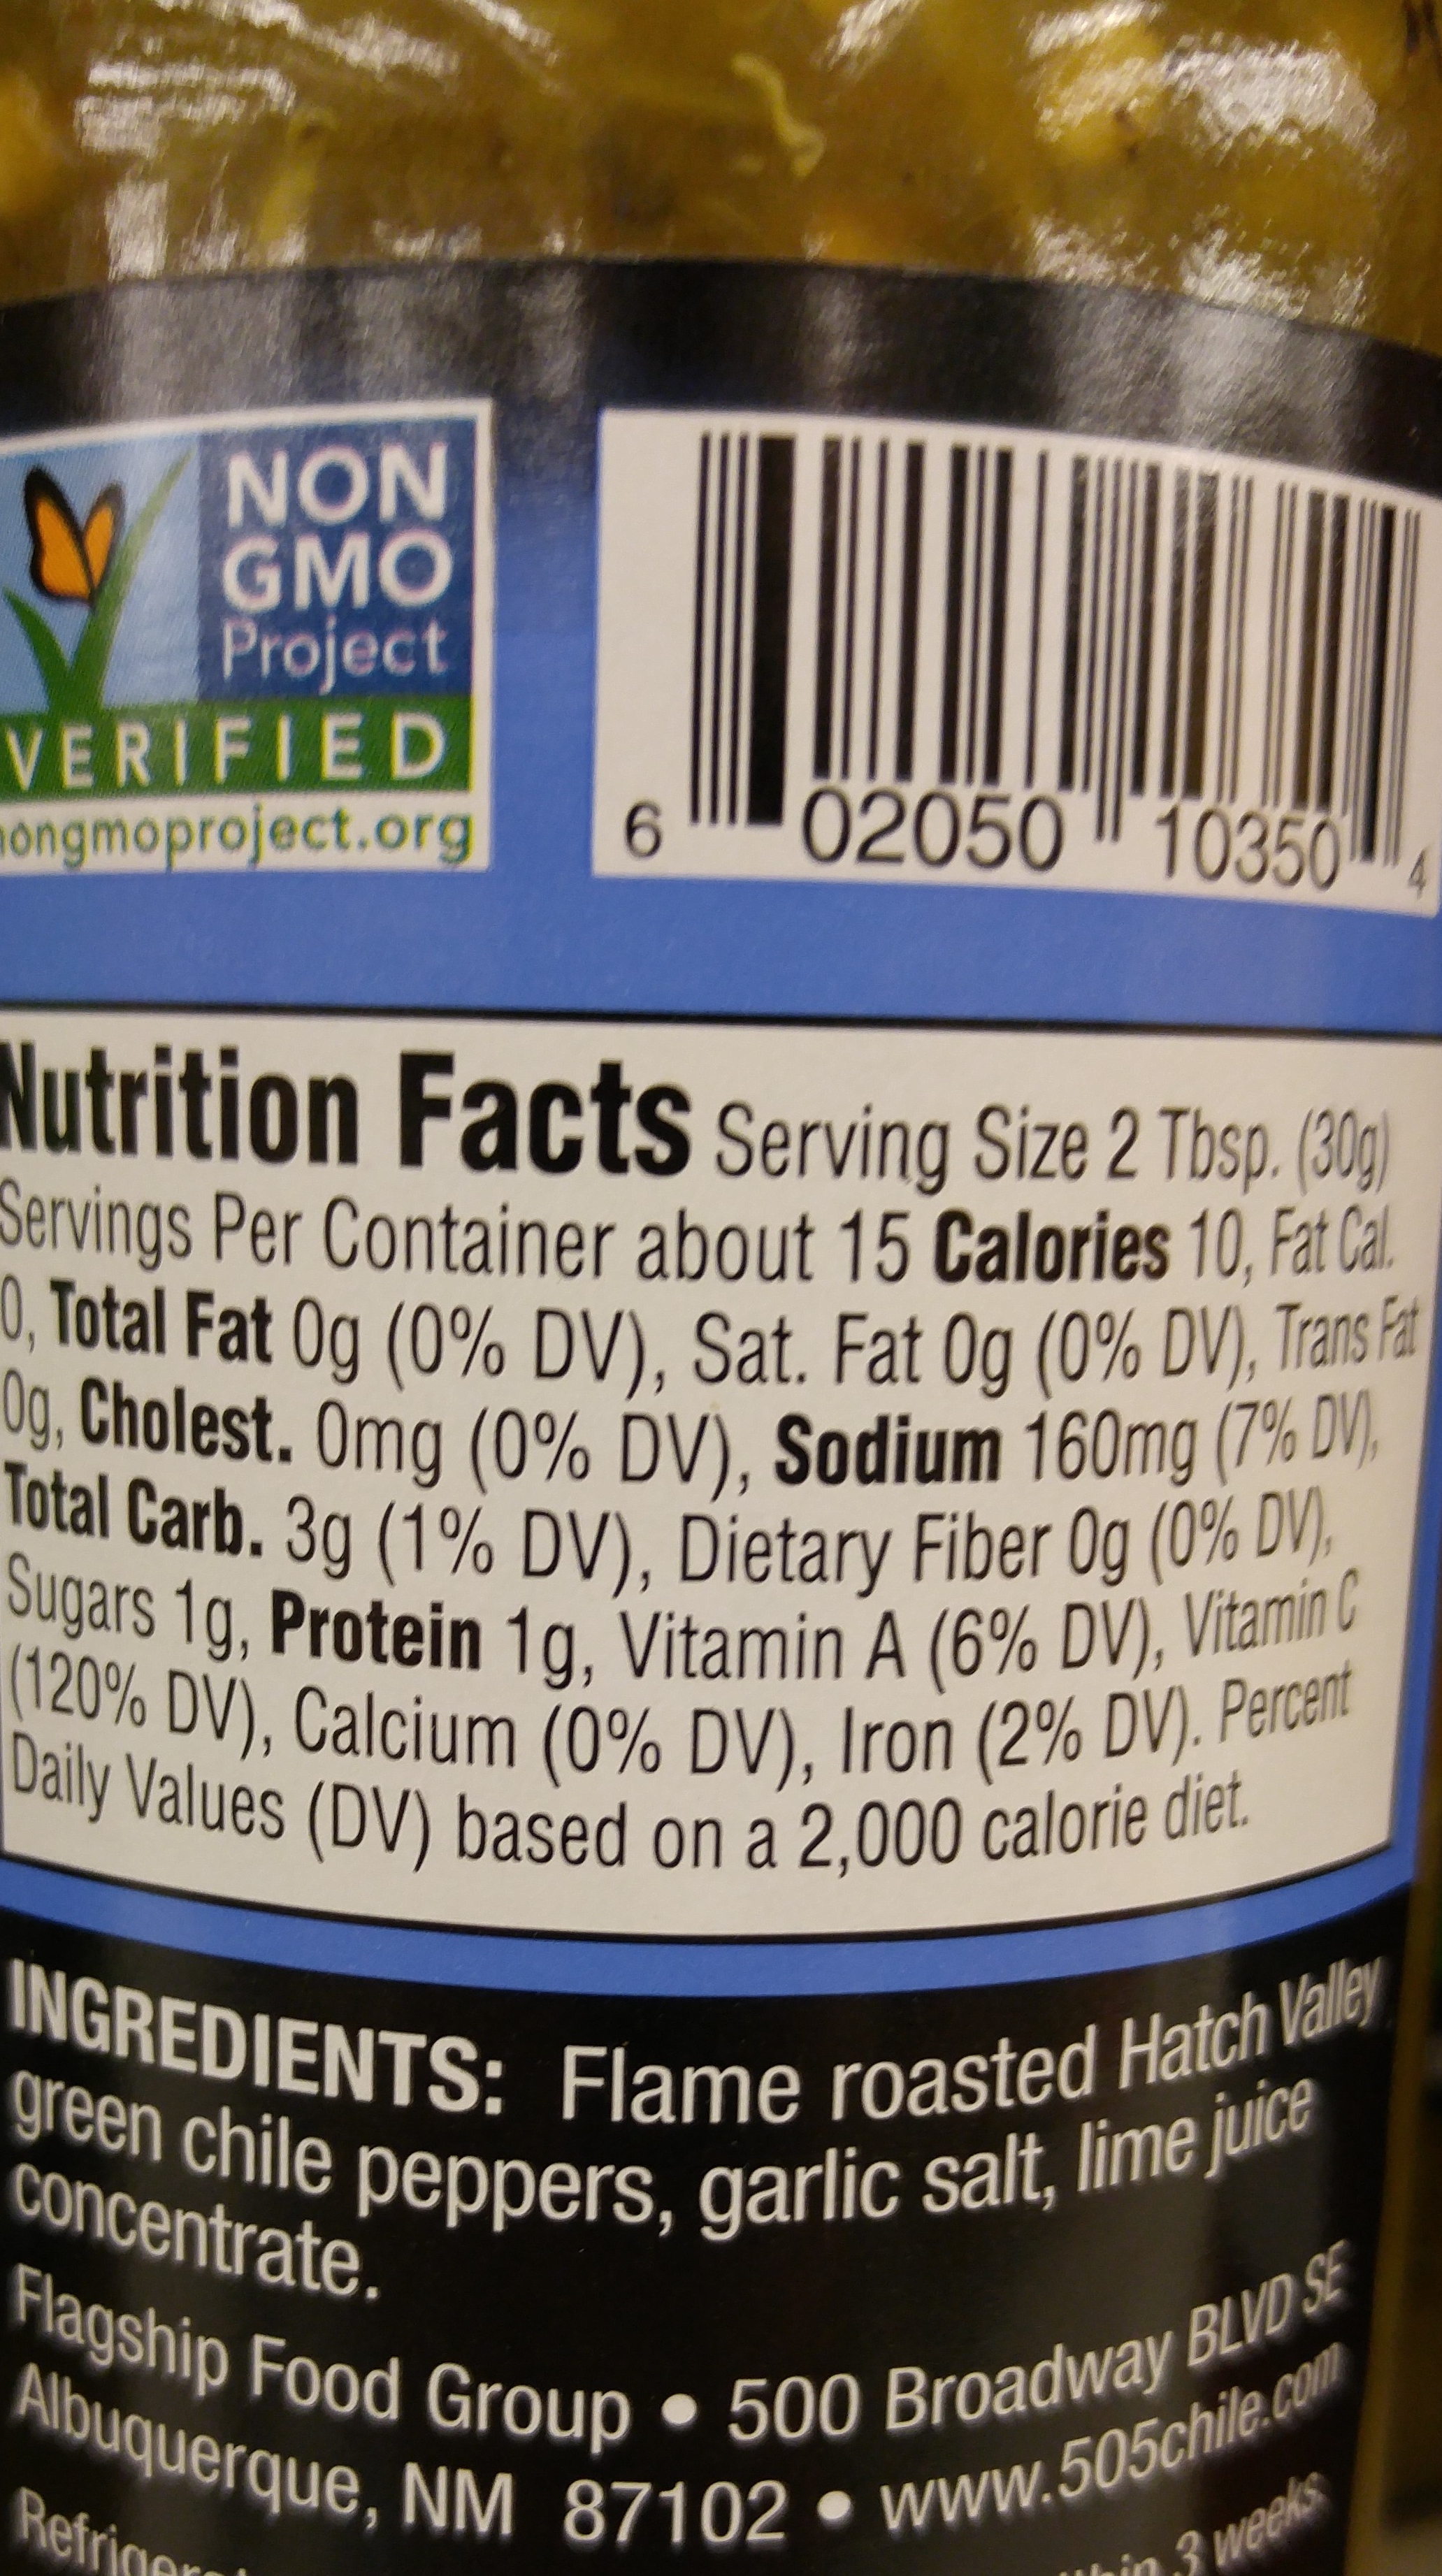 NON
GMO
Project
VERIFIED
nongmoproject.org
6 02050 10350 4
Nutrition Facts Serving Size 2 Tbsp. (30g)
Servings Per Container about 15 Calories 10, Fat Cal.
0, Total Fat 0g (0% DV), Sat. Fat 0g (0% DV), Trans Fat
0g, Cholest. 0mg (0% DV), Sodium 160mg (7% DV),
Total Carb. 3g (1% DV), Dietary Fiber 0g (0% DV),
Sugars 1g, Protein 1g, Vitamin A (6% DV), Vitamin C
(120% DV), Calcium (0% DV), Iron (2% DV). Percent
Daily Values (DV) based on a 2,000 calorie diet.
INGREDIENTS: Flame roasted Hatch Valley
green chile peppers, garlic salt, lime juice
concentrate.
Flagship Food Group • 500 Broadway BLVD SE
Albuquerque, NM 87102 • www.505chile.com
3 weeks.